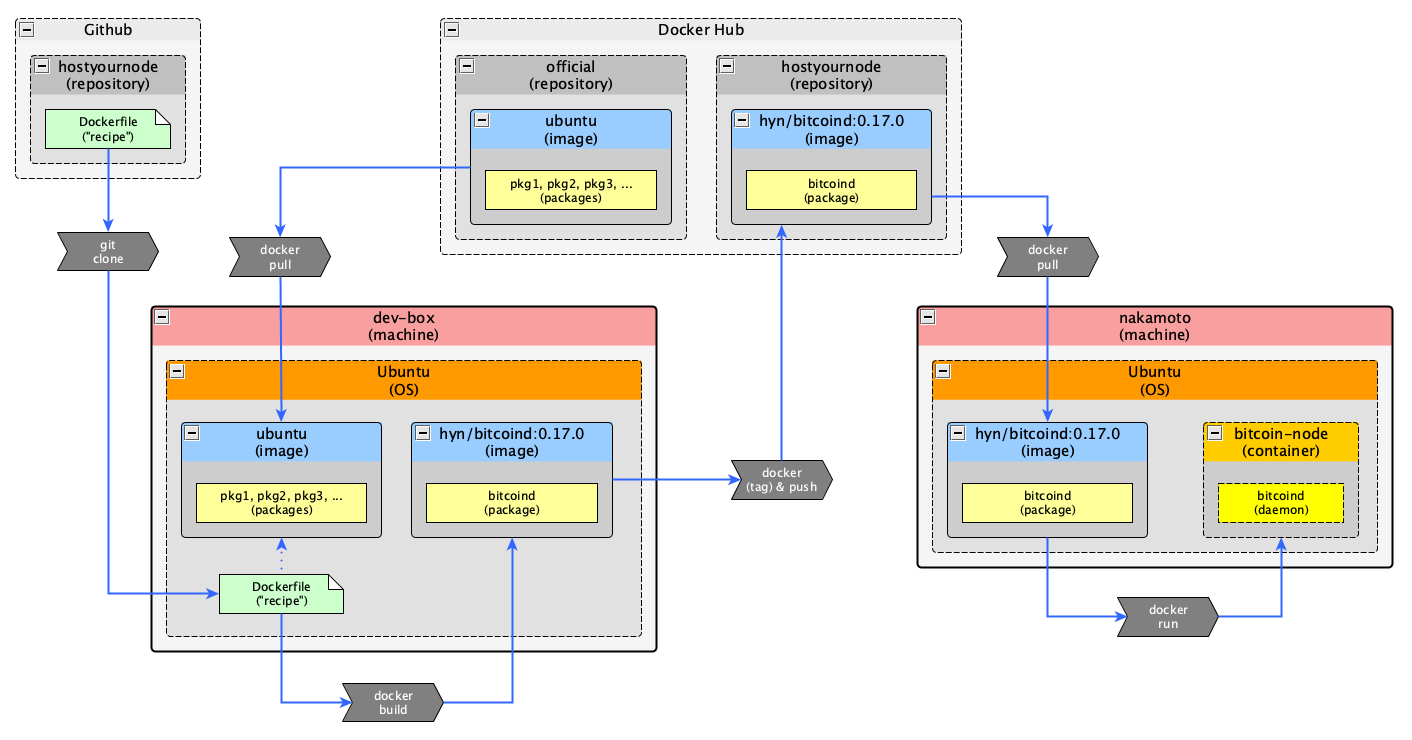 Github
hostyournode
(repository)
Dockerfile
("recipe")
git
clone
Docker Hub
official
(repository)
ubuntu
(image)
pkg1, pkg2, pkg3, ...
(packages)
hostyournode
(repository)
hyn/bitcoind:0.17.0
(image)
bitcoind
(package)
docker
pull
docker
pull
dev-box
(machine)
Ubuntu
(OS)
ubuntu
(image)
pkg1, pkg2, pkg3, ...
(packages)
hyn/bitcoind:0.17.0
(image)
bitcoind
(package)
Dockerfile
("recipe")
docker
build
docker
(tag) & push
nakamoto
(machine)
Ubuntu
(OS)
hyn/bitcoind:0.17.0
(image)
bitcoind
(package)
bitcoin-node
(container)
bitcoind
(daemon)
docker
run